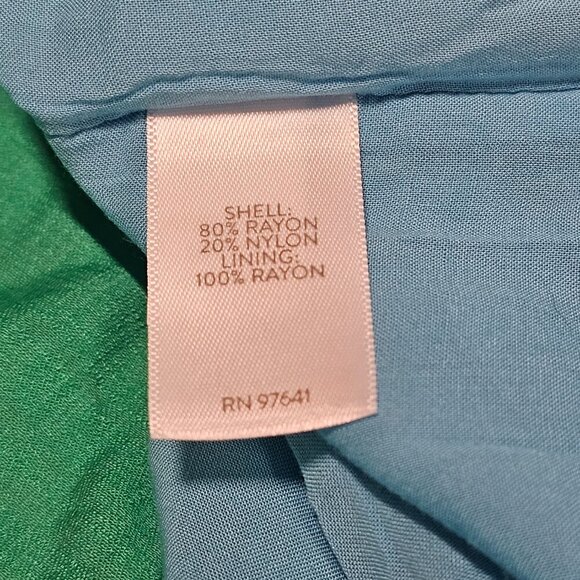 SHELL:
80% RAYON
20% NYLON
LINING:
100% RAYON
RN 97641